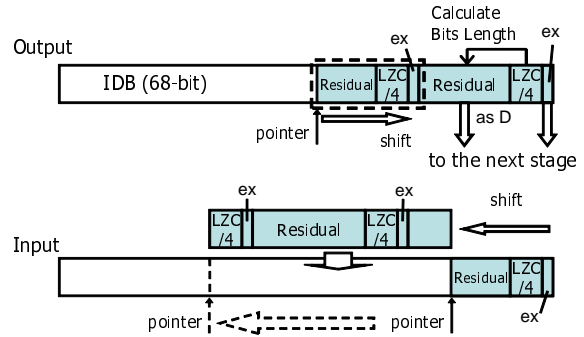 Calculate
Bits Length
ex
ex
Output
IDB (68-bit)
Residual
LZC
/4
Residual
LZC
/4
pointer
shift
as D
to the next stage
ex
ex
shift
LZC
/4
Residual
LZC
/4
Input
Residual
LZC
/4
pointer
pointer
ex